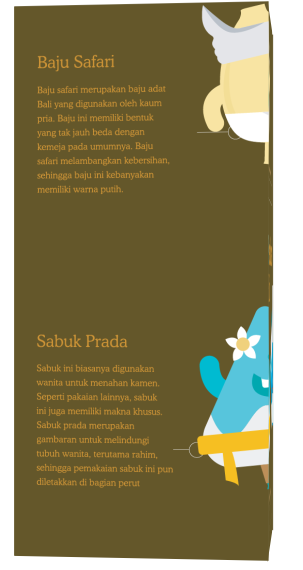 Baju Safari
Baju safari merupakan baju adat
Bali yang digunakan oleh kaum
pria. Baju ini memiliki bentuk
yang tak jauh beda dengan
kemeja pada umumnya. Baju
safari melambangkan kebersihan,
sehingga baju ini kebanyakan
memiliki warna putih.
Sabuk Prada
Sabuk ini biasanya digunakan
wanita untuk menahan kamen.
Seperti pakaian lainnya, sabuk
ini juga memiliki makna khusus.
Sabuk prada merupakan
gambaran untuk melindungi
tubuh wanita, terutama rahim,
sehingga pemakaian sabuk ini pun
diletakkan di bagian perut